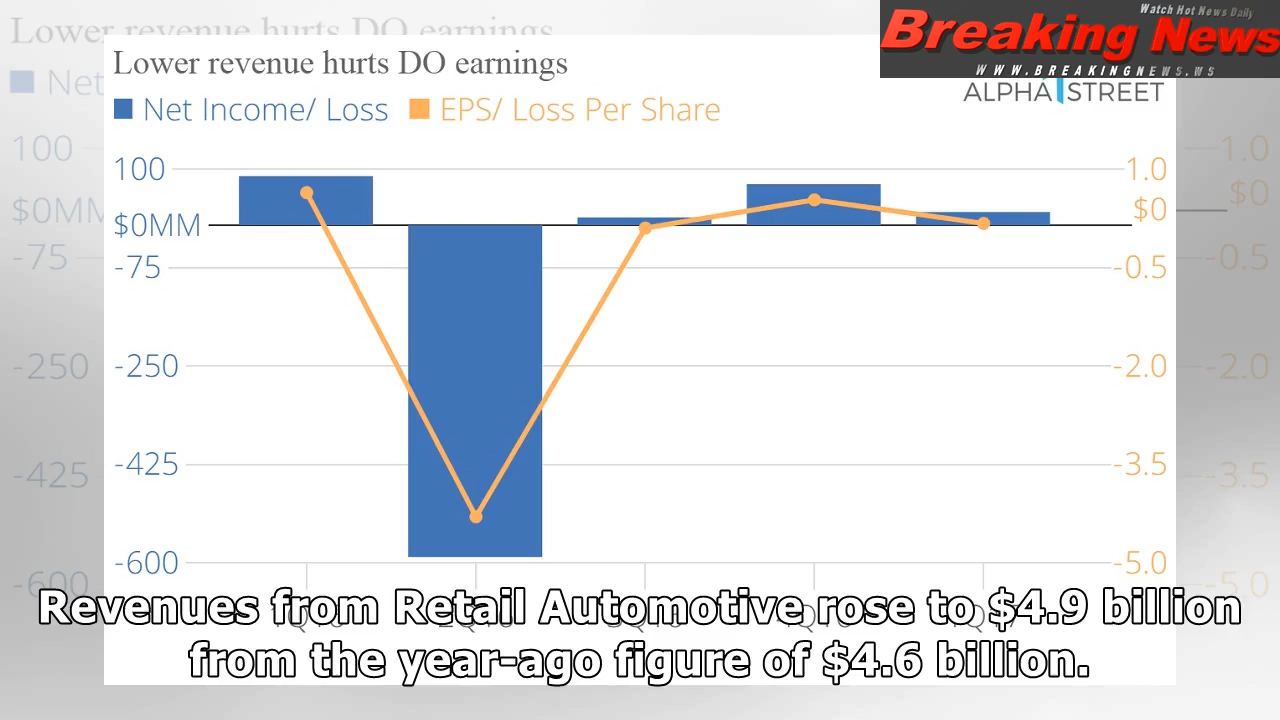 Lower revenue hurts DO earnings
Watch Hot News Daily
Breaking News
WWW.BREAKINGNEWS.WS
ALPHASTREET
Net Income/ Loss EPS/ Loss Per Share
100 1.0
$0MM $0
-75 -0.5
-250 -2.0
-425 -3.5
-600 -5.0
Revenues from Retail Automotive rose to $4.9 billion
from the year-ago figure of $4.6 billion.